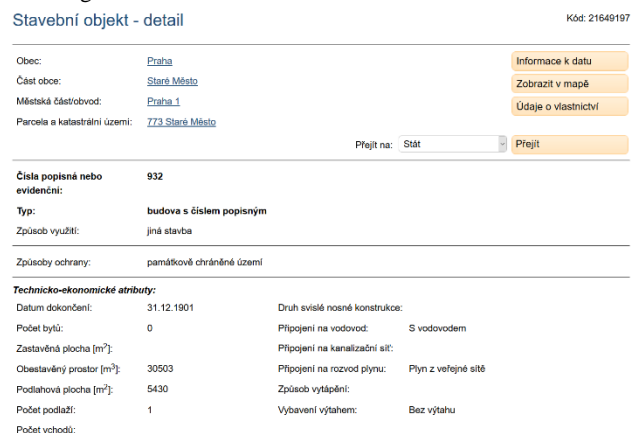 Stavební objekt - detail
Kód: 21649197
Obec: Praha
Informace k datu
Část obce: Staré Město
Zobrazit v mapě
Městská část/obvod: Praha 1
Údaje o vlastnictví
Parcela a katastrální území: 773 Staré Město
Přejít na: Stát Přejít
Čísla popisná nebo 932
evidenční:
Typ: budova s číslem popisným
Způsob využití: jiná stavba
Způsoby ochrany: památkově chráněné území
Technicko-ekonomické atributy:
Datum dokončení: 31.12.1901 Druh svislé nosné konstrukce:
Počet bytů: 0 Připojení na vodovod: S vodovodem
Zastavěná plocha [m²]: Připojení na kanalizační síť:
Obestavěný prostor [m³]: 30503 Připojení na rozvod plynu: Plyn z veřejné sítě
Podlahová plocha [m²]: 5430 Způsob vytápění:
Počet podlaží: 1 Vybavení výtahem: Bez výtahu
Počet vchodů: